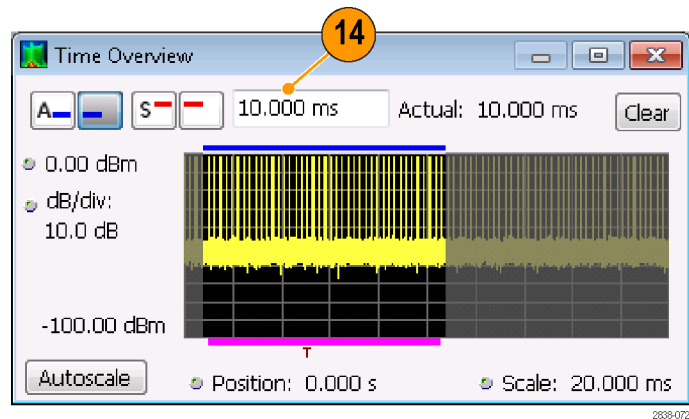 14
Time Overview
A S 10.000 ms Actual: 10.000 ms Clear
0.00 dBm
dB/div:
10.0 dB
-100.00 dBm
T
Autoscale Position: 0.000 s Scale: 20.000 ms
2838-072